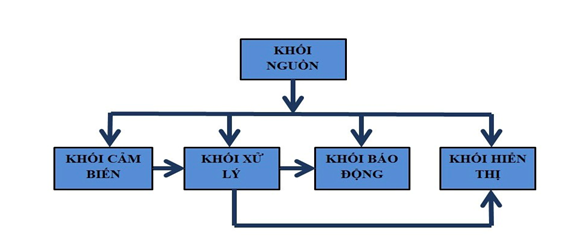 KHỐI
NGUỒN
KHỐI CẢM
BIẾN
KHỐI XỬ
LÝ
KHỐI BÁO
ĐỘNG
KHỐI HIỂN
THỊ